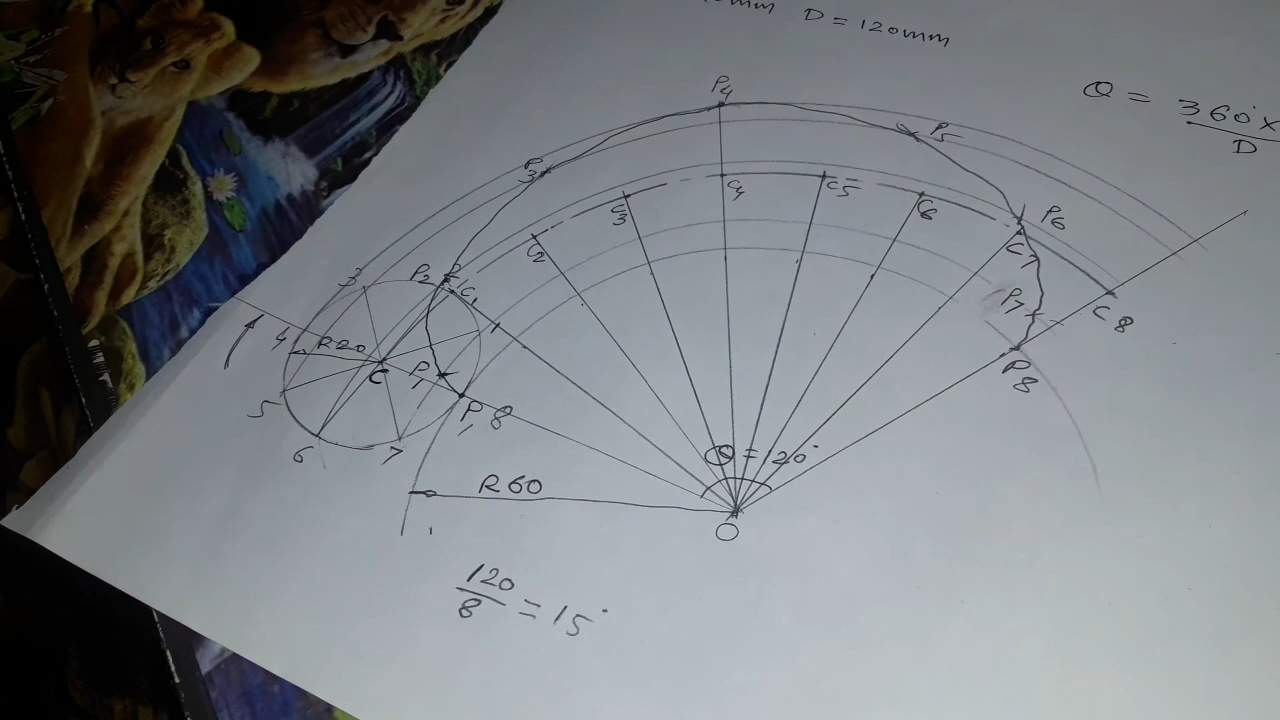 D = 120mm
θ = 360°x
D
P4
P5
P3
P6
C4
C5
C6
C3
C7
C2
3
P2
2
C1
P7
C8
1
4
R20
C
P1
P8
5
P, 8
6
7
θ = 120°
R60
O
120
8
= 15°